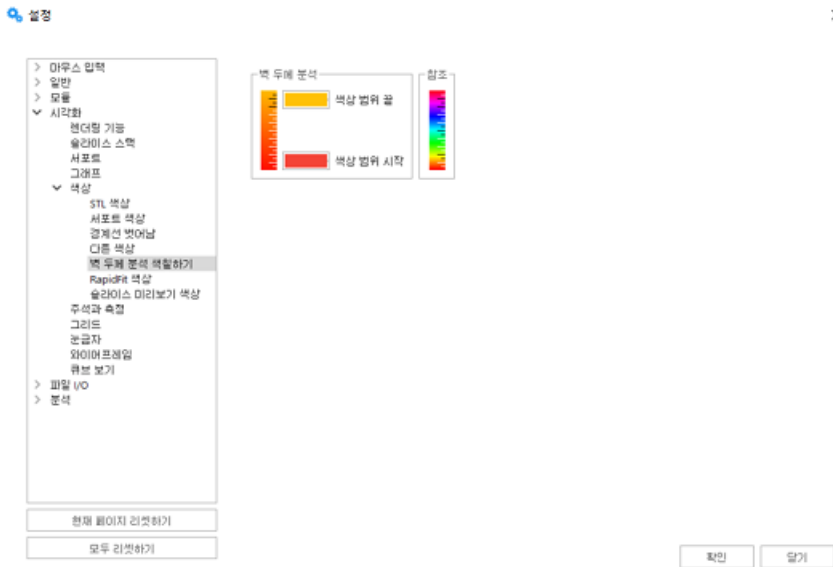 설정
마우스 입력
일반
모듈
시각화
렌더링 기능
슬라이스 스택
서포트
그래프
색상
STL 색상
서포트 색상
경계선 벗어남
다른 색상
벽 두께 분석 색칠하기
RapidFit 색상
슬라이스 미리보기 색상
주석과 측정
그리드
눈금자
와이어프레임
큐브 보기
파일 I/O
분석
현재 페이지 리셋하기
모두 리셋하기
벽 두께 분석
색상 범위 끝
색상 범위 시작
참조
확인
닫기